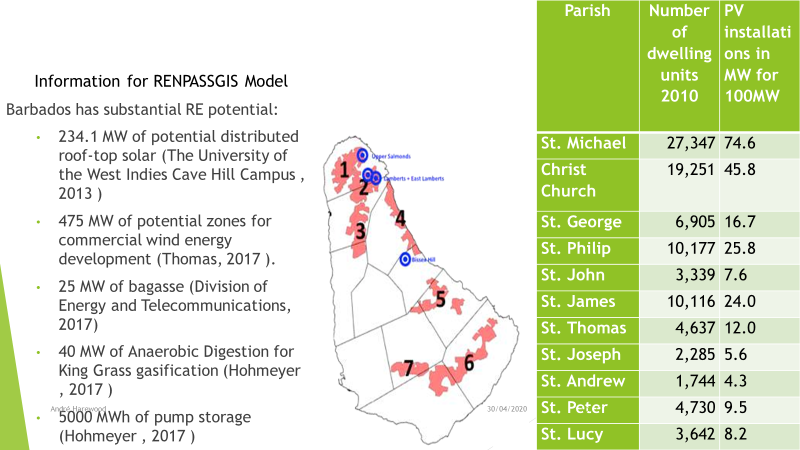 Information for RENPASSGIS Model
Barbados has substantial RE potential:
• 234.1 MW of potential distributed
roof-top solar (The University of
the West Indies Cave Hill Campus ,
2013 )
• 475 MW of potential zones for
commercial wind energy
development (Thomas, 2017 ).
• 25 MW of bagasse (Division of
Energy and Telecommunications,
2017)
• 40 MW of Anaerobic Digestion for
King Grass gasification (Hohmeyer
, 2017 )
• 5000 MWh of pump storage
(Hohmeyer , 2017 )
André Harewood
30/04/2020
Upper Salmonds
Lamberts + East Lamberts
1
2
3
4
Bissex Hill
5
6
7
Parish Number of dwelling units 2010 PV installati ons in MW for 100MW
St. Michael 27,347 74.6
Christ Church 19,251 45.8
St. George 6,905 16.7
St. Philip 10,177 25.8
St. John 3,339 7.6
St. James 10,116 24.0
St. Thomas 4,637 12.0
St. Joseph 2,285 5.6
St. Andrew 1,744 4.3
St. Peter 4,730 9.5
St. Lucy 3,642 8.2